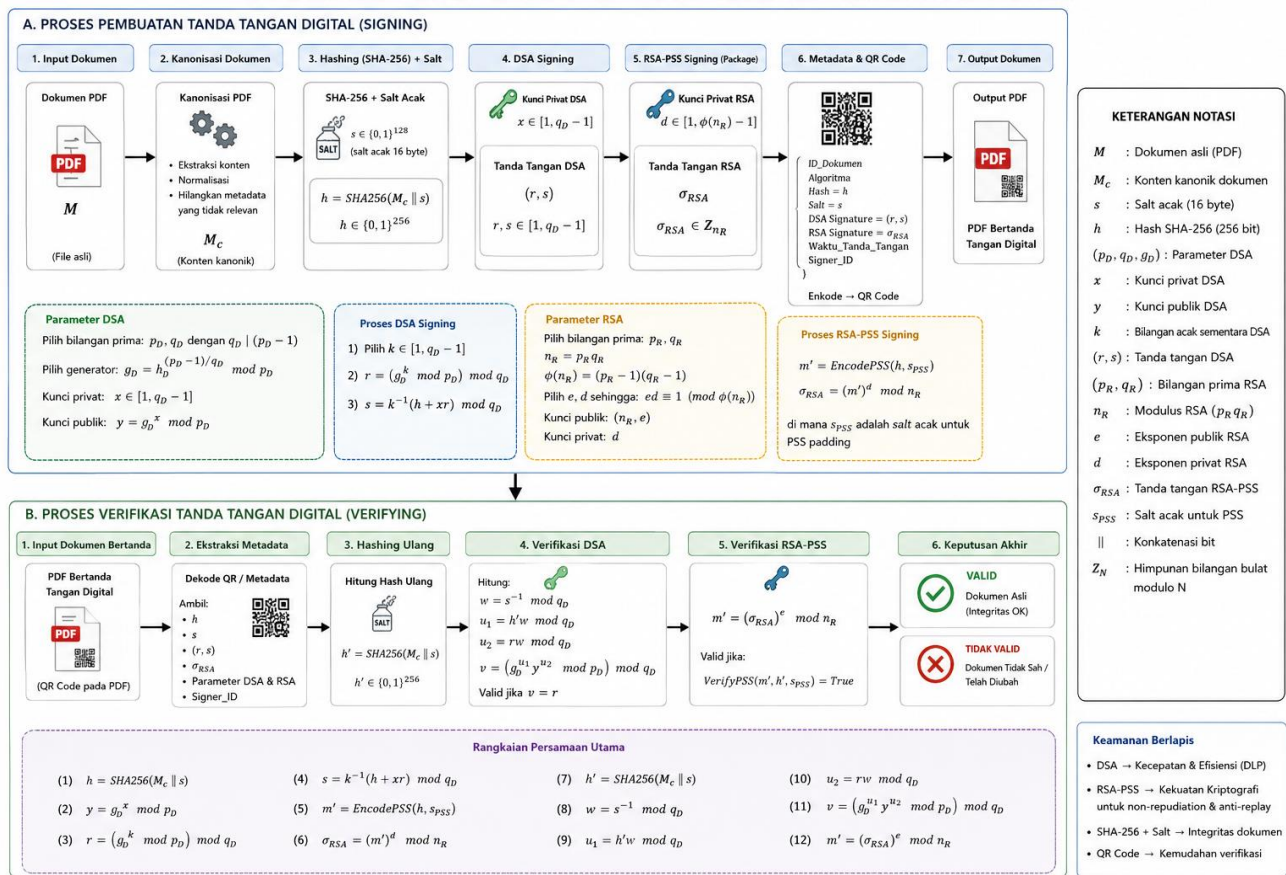 A. PROSES PEMBUATAN TANDA TANGAN DIGITAL (SIGNING)
1. Input Dokumen
2. Kanonisasi Dokumen
3. Hashing (SHA-256) + Salt
4. DSA Signing
5. RSA-PSS Signing (Package)
6. Metadata & QR Code
7. Output Dokumen
Dokumen PDF
PDF
M
(File asli)
Kanonisasi PDF
• Ekstraksi konten
• Normalisasi
• Hilangkan metadata
yang tidak relevan
M_c
(Konten kanonik)
SHA-256 + Salt Acak
SALT
s ∈ {0,1}^128
(salt acak 16 byte)
h = SHA256(M_c ∥ s)
h ∈ {0,1}^256
Kunci Privat DSA
x ∈ [1, q_D − 1]
Tanda Tangan DSA
(r, s)
r, s ∈ [1, q_D − 1]
Kunci Privat RSA
d ∈ [1, ϕ(n_R) − 1]
Tanda Tangan RSA
σ_RSA
σ_RSA ∈ Z_{n_R}
{
ID_Dokumen
Algoritma
Hash = h
Salt = s
DSA Signature = (r, s)
RSA Signature = σ_RSA
Waktu_Tanda_Tangan
Signer_ID
}
Enkode → QR Code
Output PDF
PDF
PDF Bertanda
Tangan Digital
Parameter DSA
Pilih bilangan prima: p_D, q_D dengan q_D | (p_D − 1)
Pilih generator: g_D = h_D^{(p_D −1)/q_D} mod p_D
Kunci privat: x ∈ [1, q_D − 1]
Kunci publik: y = g_D^x mod p_D
Proses DSA Signing
1) Pilih k ∈ [1, q_D − 1]
2) r = (g_D^k mod p_D) mod q_D
3) s = k^{−1}(h + xr) mod q_D
Parameter RSA
Pilih bilangan prima: p_R, q_R
n_R = p_R q_R
ϕ(n_R) = (p_R − 1)(q_R − 1)
Pilih e, d sehingga: ed ≡ 1 (mod ϕ(n_R))
Kunci publik: (n_R, e)
Kunci privat: d
Proses RSA-PSS Signing
m′ = EncodePSS(h, s_PSS)
σ_RSA = (m′)^d mod n_R
di mana s_PSS adalah salt acak untuk
PSS padding
B. PROSES VERIFIKASI TANDA TANGAN DIGITAL (VERIFYING)
1. Input Dokumen Bertanda
2. Ekstraksi Metadata
3. Hashing Ulang
4. Verifikasi DSA
5. Verifikasi RSA-PSS
6. Keputusan Akhir
PDF Bertanda
Tangan Digital
PDF
(QR Code pada PDF)
Dekode QR / Metadata
Ambil:
• h
• s
• (r, s)
• σ_RSA
• Parameter DSA & RSA
• Signer_ID
Hitung Hash Ulang
SALT
h′ = SHA256(M_c ∥ s)
h′ ∈ {0,1}^256
Hitung:
w = s^{−1} mod q_D
u_1 = h′w mod q_D
u_2 = rw mod q_D
v = (g_D^{u_1} y^{u_2} mod p_D) mod q_D
Valid jika v = r
m′ = (σ_RSA)^e mod n_R
Valid jika:
VerifyPSS(m′, h′, s_PSS) = True
VALID
Dokumen Asli
(Integritas OK)
TIDAK VALID
Dokumen Tidak Sah /
Telah Diubah
Rangkaian Persamaan Utama
(1) h = SHA256(M_c ∥ s)
(2) y = g_D^x mod p_D
(3) r = (g_D^k mod p_D) mod q_D
(4) s = k^{−1}(h + xr) mod q_D
(5) m′ = EncodePSS(h, s_PSS)
(6) σ_RSA = (m′)^d mod n_R
(7) h′ = SHA256(M_c ∥ s)
(8) w = s^{−1} mod q_D
(9) u_1 = h′w mod q_D
(10) u_2 = rw mod q_D
(11) v = (g_D^{u_1} y^{u_2} mod p_D) mod q_D
(12) m′ = (σ_RSA)^e mod n_R
KETERANGAN NOTASI
M : Dokumen asli (PDF)
M_c : Konten kanonik dokumen
s : Salt acak (16 byte)
h : Hash SHA-256 (256 bit)
(p_D, q_D, g_D) : Parameter DSA
x : Kunci privat DSA
y : Kunci publik DSA
k : Bilangan acak sementara DSA
(r, s) : Tanda tangan DSA
(p_R, q_R) : Bilangan prima RSA
n_R : Modulus RSA (p_R q_R)
e : Eksponen publik RSA
d : Eksponen privat RSA
σ_RSA : Tanda tangan RSA-PSS
s_PSS : Salt acak untuk PSS
|| : Konkatenasi bit
Z_N : Himpunan bilangan bulat
modulo N
Keamanan Berlapis
• DSA → Kecepatan & Efisiensi (DLP)
• RSA-PSS → Kekuatan Kriptografi
untuk non-repudiation & anti-replay
• SHA-256 + Salt → Integritas dokumen
• QR Code → Kemudahan verifikasi